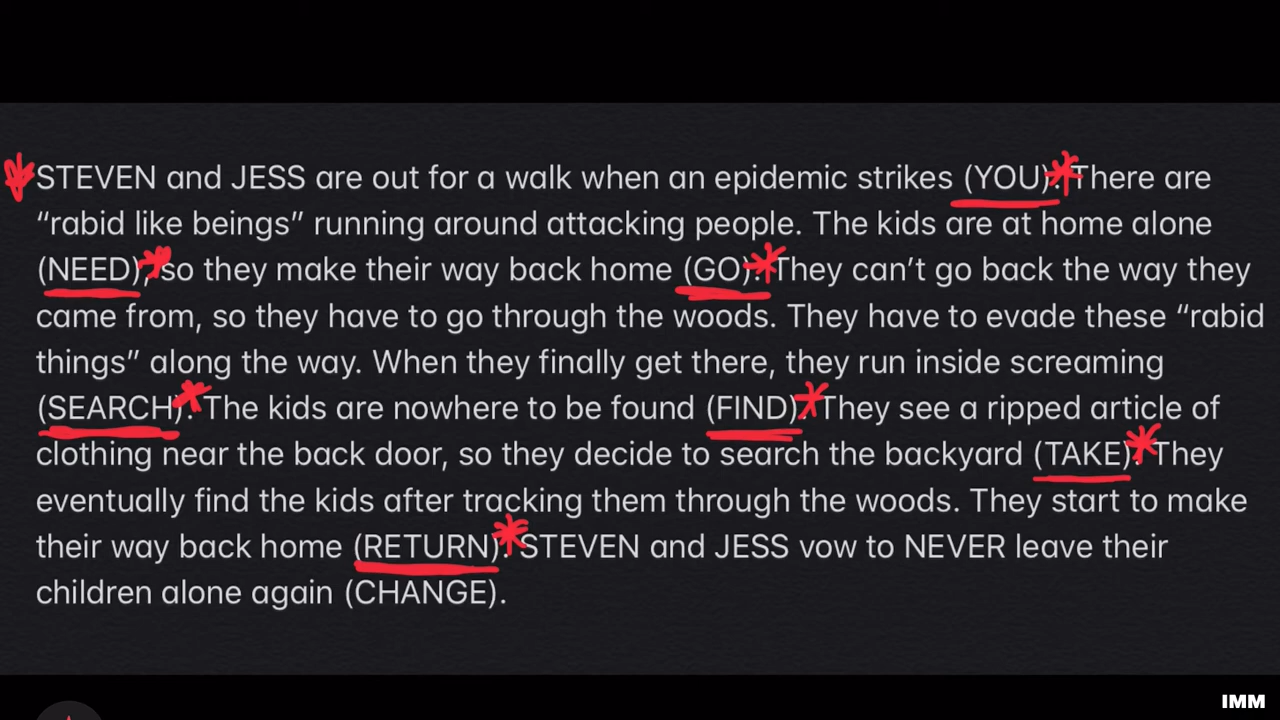 STEVEN and JESS are out for a walk when an epidemic strikes (YOU). There are
“rabid like beings” running around attacking people. The kids are at home alone
(NEED), so they make their way back home (GO). They can’t go back the way they
came from, so they have to go through the woods. They have to evade these “rabid
things” along the way. When they finally get there, they run inside screaming
(SEARCH). The kids are nowhere to be found (FIND). They see a ripped article of
clothing near the back door, so they decide to search the backyard (TAKE). They
eventually find the kids after tracking them through the woods. They start to make
their way back home (RETURN). STEVEN and JESS vow to NEVER leave their
children alone again (CHANGE).
IMM